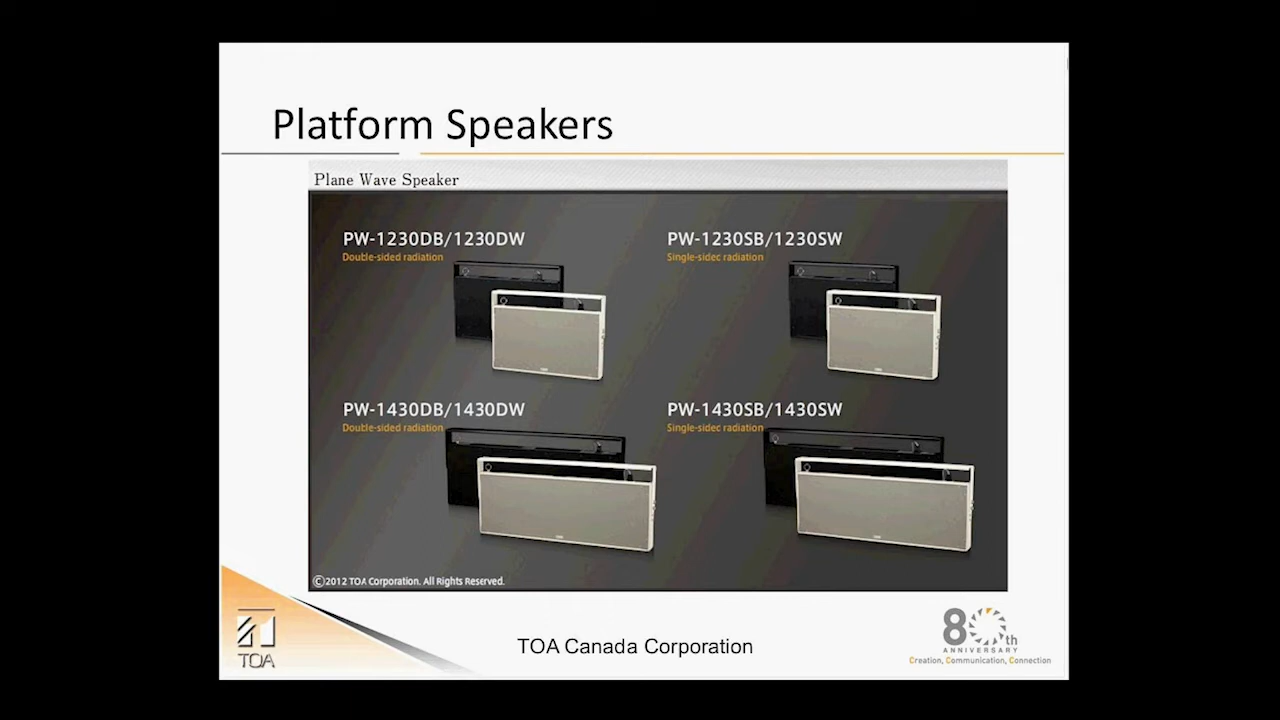 Platform Speakers
Plane Wave Speaker
PW-1230DB/1230DW
Double-sided radiation
PW-1230SB/1230SW
Single-sided radiation
PW-1430DB/1430DW
Double-sided radiation
PW-1430SB/1430SW
Single-sided radiation
©2012 TOA Corporation. All Rights Reserved.
TOA
TOA Canada Corporation
80th
ANNIVERSARY
Creation, Communication, Connection